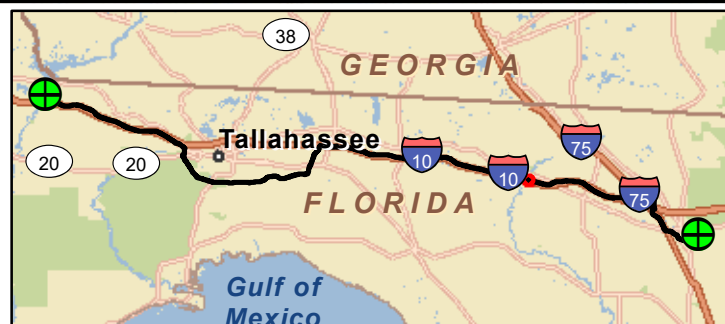 38
GEORGIA
Tallahassee
75
10
20
20
10
75
FLORIDA
Gulf of
Mexico